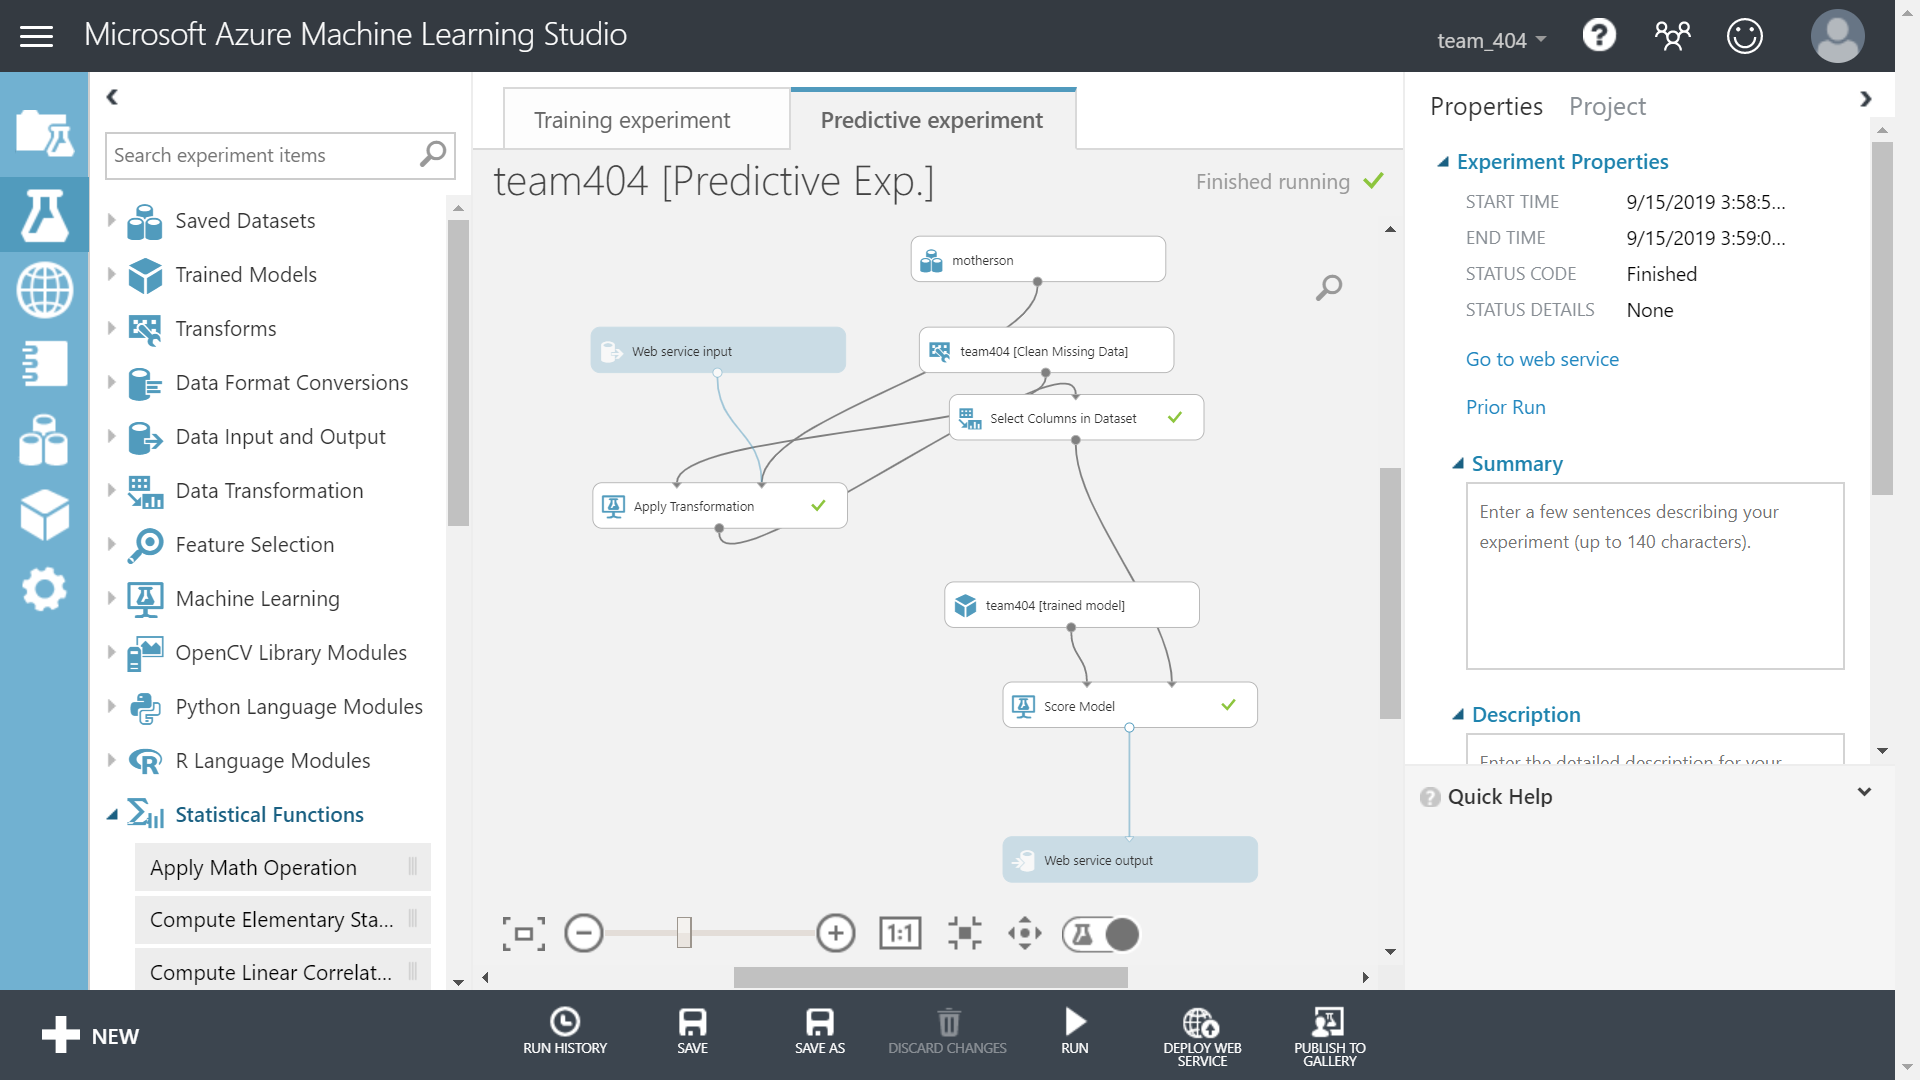 Microsoft Azure Machine Learning Studio
team_404
?
Search experiment items
Saved Datasets
Trained Models
Transforms
Data Format Conversions
Data Input and Output
Data Transformation
Feature Selection
Machine Learning
OpenCV Library Modules
Python Language Modules
R Language Modules
Statistical Functions
Apply Math Operation
Compute Elementary Sta...
Compute Linear Correlat...
Training experiment
Predictive experiment
team404 [Predictive Exp.]
Finished running
motherson
Web service input
team404 [Clean Missing Data]
Select Columns in Dataset
Apply Transformation
team404 [trained model]
Score Model
Web service output
1:1
Properties
Project
Experiment Properties
START TIME 9/15/2019 3:58:5...
END TIME 9/15/2019 3:59:0...
STATUS CODE Finished
STATUS DETAILS None
Go to web service
Prior Run
Summary
Enter a few sentences describing your
experiment (up to 140 characters).
Description
Enter the detailed description for your
? Quick Help
NEW
RUN HISTORY
SAVE
SAVE AS
DISCARD CHANGES
RUN
DEPLOY WEB
SERVICE
PUBLISH TO
GALLERY